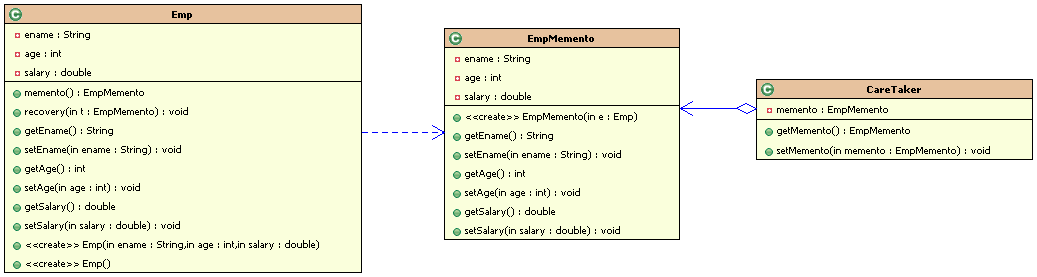 Emp
ename : String
age : int
salary : double
memento() : EmpMemento
recovery(in t : EmpMemento) : void
getEname() : String
setEname(in ename : String) : void
getAge() : int
setAge(in age : int) : void
getSalary() : double
setSalary(in salary : double) : void
<<create>> Emp(in ename : String,in age : int,in salary : double)
<<create>> Emp()
EmpMemento
ename : String
age : int
salary : double
<<create>> EmpMemento(in e : Emp)
getEname() : String
setEname(in ename : String) : void
getAge() : int
setAge(in age : int) : void
getSalary() : double
setSalary(in salary : double) : void
CareTaker
memento : EmpMemento
getMemento() : EmpMemento
setMemento(in memento : EmpMemento) : void